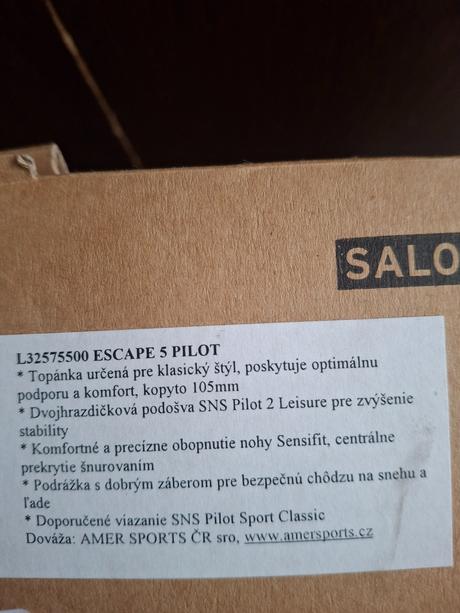 SALO
L32575500 ESCAPE 5 PILOT
* Topánka určená pre klasický štýl, poskytuje optimálnu
podporu a komfort, kopyto 105mm
* Dvojhrazdičková podošva SNS Pilot 2 Leisure pre zvýšenie
stability
* Komfortné a precízne obopnutie nohy Sensifit, centrálne
prekrytie šnurovaním
* Podrážka s dobrým záberom pre bezpečnú chôdzu na snehu a
ľade
* Doporučené viazanie SNS Pilot Sport Classic
Dováža: AMER SPORTS ČR sro, www.amersports.cz